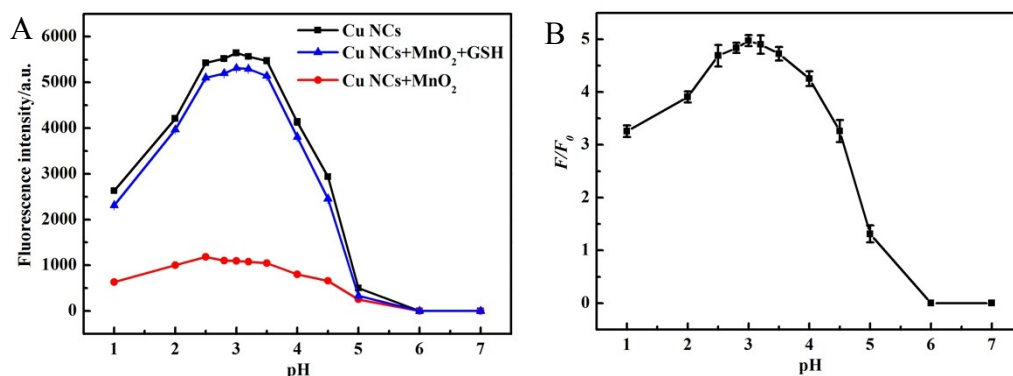 A
Cu NCs
Cu NCs+MnO₂+GSH
Cu NCs+MnO₂
Fluorescence intensity/a.u.
6000
5000
4000
3000
2000
1000
0
1 2 3 4 5 6 7
pH
B
F/F₀
5
4
3
2
1
0
1 2 3 4 5 6 7
pH